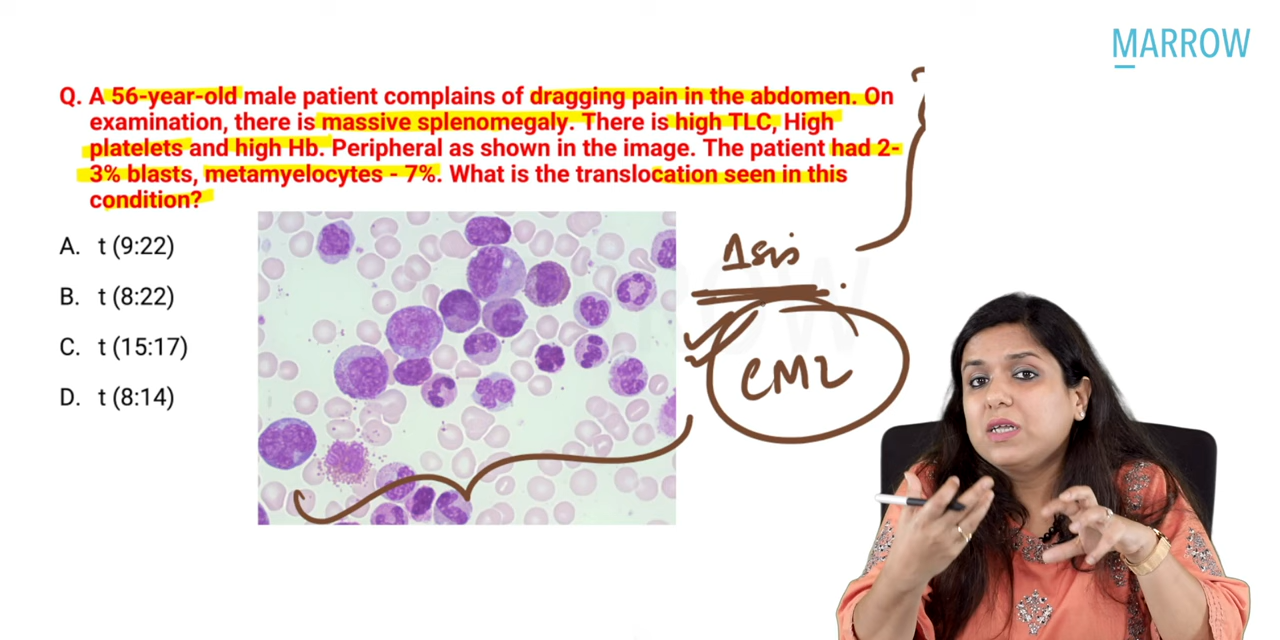 MARROW
Q. A 56-year-old male patient complains of dragging pain in the abdomen. On
examination, there is massive splenomegaly. There is high TLC, High
platelets and high Hb. Peripheral as shown in the image. The patient had 2-
3% blasts, metamyelocytes - 7%. What is the translocation seen in this
condition?
A. t (9:22)
B. t (8:22)
C. t (15:17)
D. t (8:14)
CML